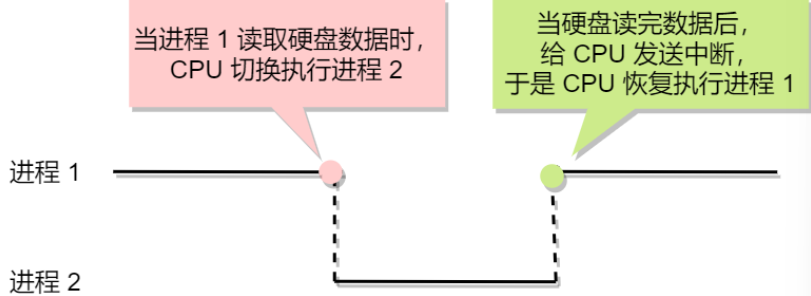 当进程 1 读取硬盘数据时，
CPU 切换执行进程 2
当硬盘读完数据后，
给 CPU 发送中断，
于是 CPU 恢复执行进程 1
进程 1
进程 2